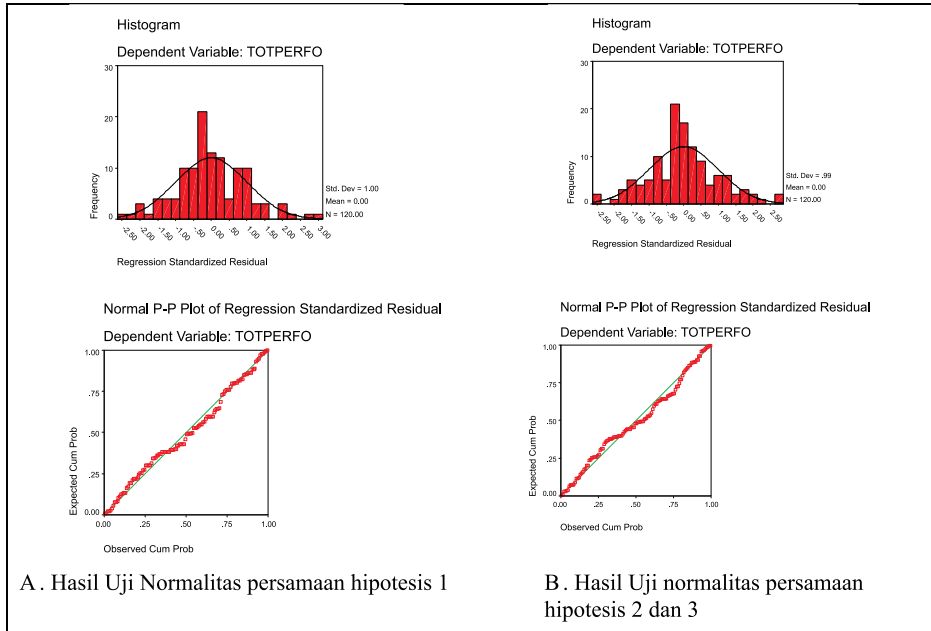 Histogram
Dependent Variable: TOTPERFO
30
20
10
0
Frequency
-2.50
-2.00
-1.50
-1.00
-.50
0.00
.50
1.00
1.50
2.00
2.50
3.00
Std. Dev = 1.00
Mean = 0.00
N = 120.00
Regression Standardized Residual
Normal P-P Plot of Regression Standardized Residual
Dependent Variable: TOTPERFO
1.00
.75
.50
.25
0.00
Expected Cum Prob
0.00 .25 .50 .75 1.00
Observed Cum Prob
A. Hasil Uji Normalitas persamaan hipotesis 1
Histogram
Dependent Variable: TOTPERFO
30
20
10
0
Frequency
-2.50
-2.00
-1.50
-1.00
-.50
0.00
.50
1.00
1.50
2.00
2.50
Std. Dev = .99
Mean = 0.00
N = 120.00
Regression Standardized Residual
Normal P-P Plot of Regression Standardized Residual
Dependent Variable: TOTPERFO
1.00
.75
.50
.25
0.00
Expected Cum Prob
0.00 .25 .50 .75 1.00
Observed Cum Prob
B. Hasil Uji normalitas persamaan
hipotesis 2 dan 3